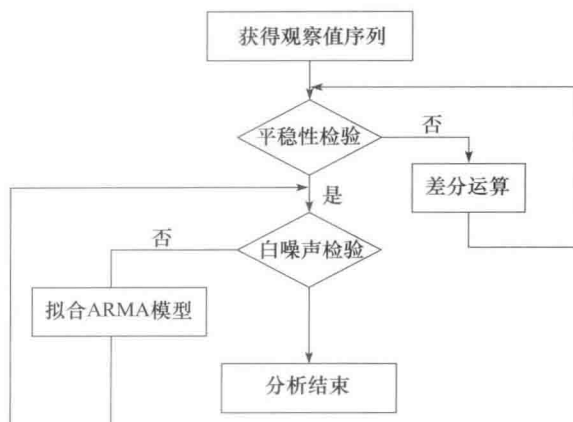 获得观察值序列
平稳性检验
否
差分运算
是
否
白噪声检验
拟合ARMA模型
分析结束